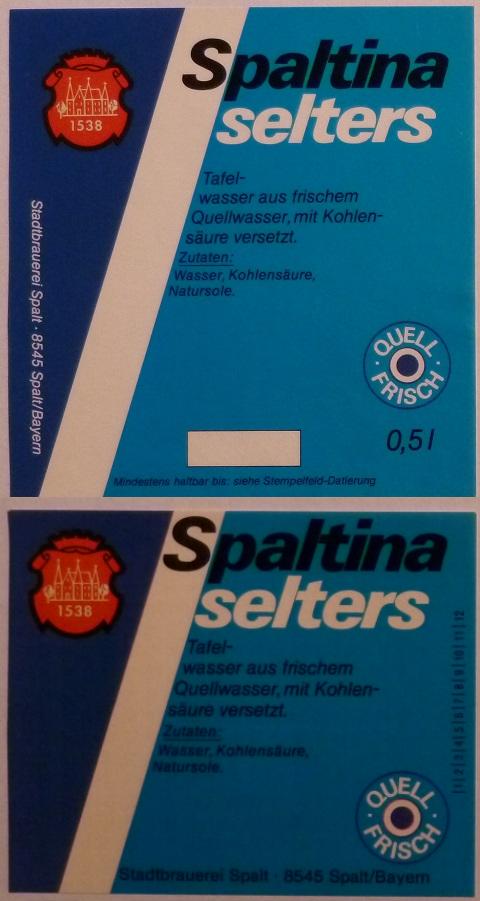 1538
Spaltina
selters
Tafel-
wasser aus frischem
Quellwasser, mit Kohlen-
säure versetzt.
Zutaten:
Wasser, Kohlensäure,
Natursole.
Stadtbrauerei Spalt · 8545 Spalt/Bayern
· QUELL ·
FRISCH
0,5 l
Mindestens haltbar bis: siehe Stempelfeld-Datierung
1538
Spaltina
selters
Tafel-
wasser aus frischem
Quellwasser, mit Kohlen-
säure versetzt.
Zutaten:
Wasser, Kohlensäure,
Natursole.
|1|2|3|4|5|6|7|8|9|10|11|12
· QUELL ·
FRISCH
Stadtbrauerei Spalt · 8545 Spalt/Bayern